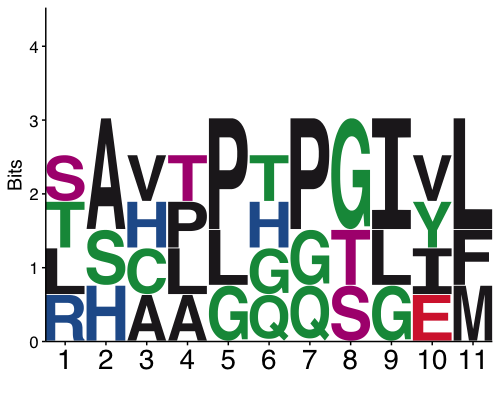 4
3
2
1
0
Bits
S A V T P T P G I V L
T H P H Y
L S C L L G G T L I F
R H A A G Q Q S G E M
1 2 3 4 5 6 7 8 9 10 11